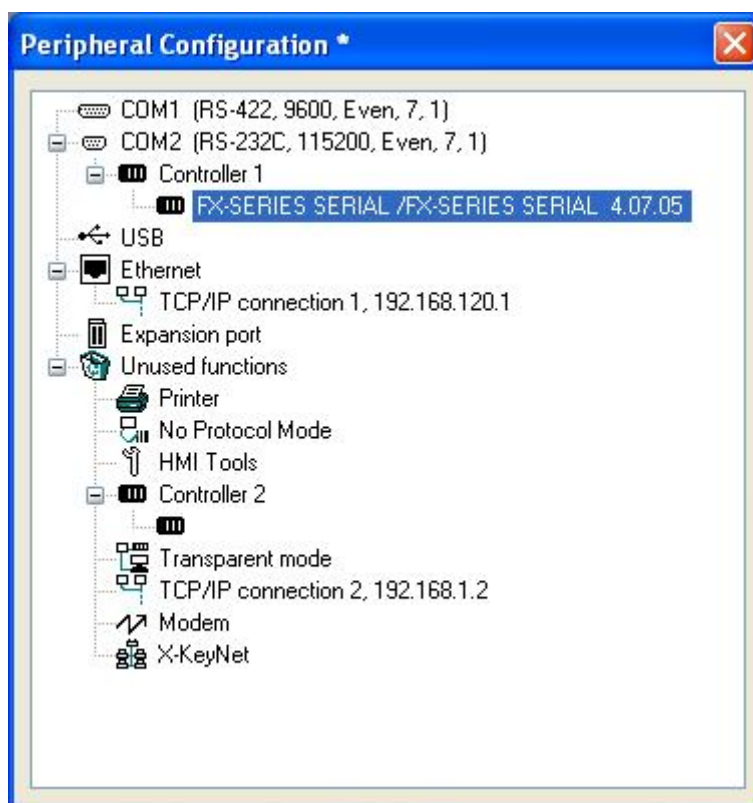 Peripheral Configuration *
COM1 (RS-422, 9600, Even, 7, 1)
COM2 (RS-232C, 115200, Even, 7, 1)
Controller 1
FX-SERIES SERIAL /FX-SERIES SERIAL 4.07.05
USB
Ethernet
TCP/IP connection 1, 192.168.120.1
Expansion port
Unused functions
Printer
No Protocol Mode
HMI Tools
Controller 2
Transparent mode
TCP/IP connection 2, 192.168.1.2
Modem
X-KeyNet